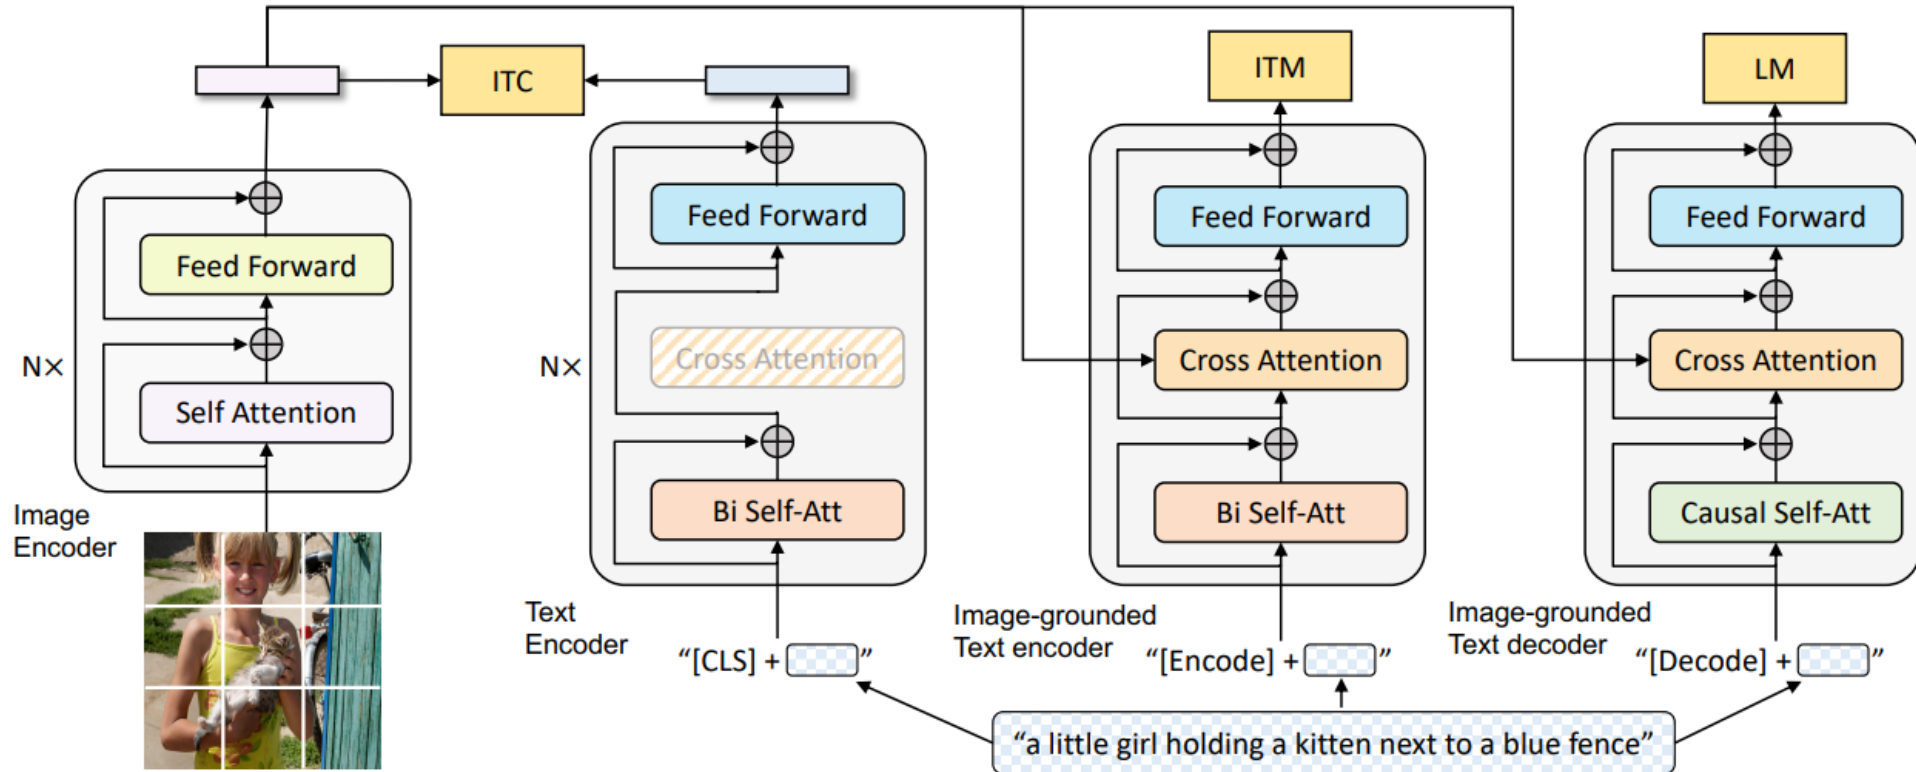 ITC
ITM
LM
Feed Forward
Self Attention
N×
Image
Encoder
Feed Forward
Cross Attention
Bi Self-Att
N×
Text
Encoder
“[CLS] + ”
Feed Forward
Cross Attention
Bi Self-Att
Image-grounded
Text encoder
“[Encode] + ”
Feed Forward
Cross Attention
Causal Self-Att
Image-grounded
Text decoder
“[Decode] + ”
“a little girl holding a kitten next to a blue fence”